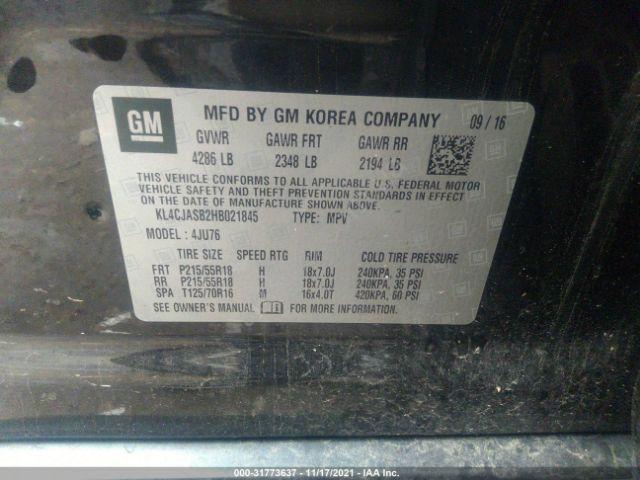 GM
MFD BY GM KOREA COMPANY 09/16
GVWR GAWR FRT GAWR RR
4286 LB 2348 LB 2194 LB
THIS VEHICLE CONFORMS TO ALL APPLICABLE U.S. FEDERAL MOTOR
VEHICLE SAFETY AND THEFT PREVENTION STANDARDS IN EFFECT ON
THE DATE OF MANUFACTURE SHOWN ABOVE.
KL4CJASB2HB021845 TYPE: MPV
MODEL: 4JU76
TIRE SIZE SPEED RTG RIM COLD TIRE PRESSURE
FRT P215/55R18 H 18x7.0J 240KPA, 35 PSI
RR P215/55R18 H 18x7.0J 240KPA, 35 PSI
SPA T125/70R16 M 16x4.0T 420KPA, 60 PSI
SEE OWNER'S MANUAL FOR MORE INFORMATION.
000-31773637 - 11/17/2021 - IAA Inc.